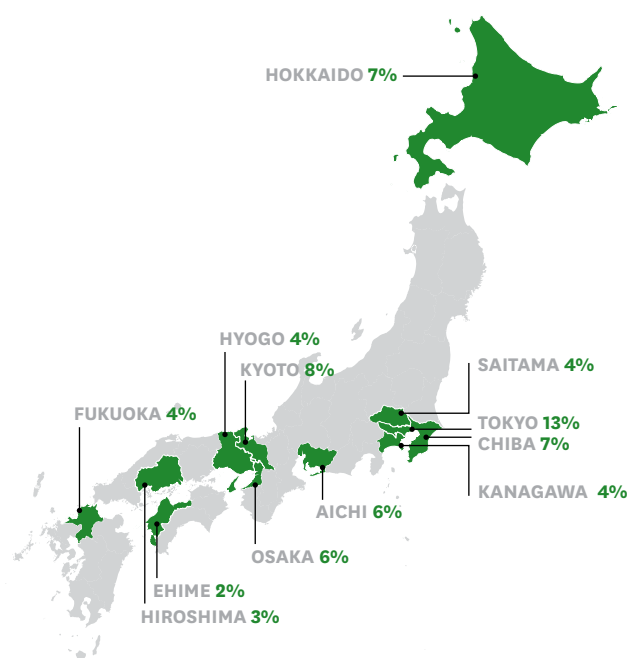 HOKKAIDO 7%
HYOGO 4%
KYOTO 8%
SAITAMA 4%
FUKUOKA 4%
TOKYO 13%
CHIBA 7%
KANAGAWA 4%
AICHI 6%
OSAKA 6%
EHIME 2%
HIROSHIMA 3%